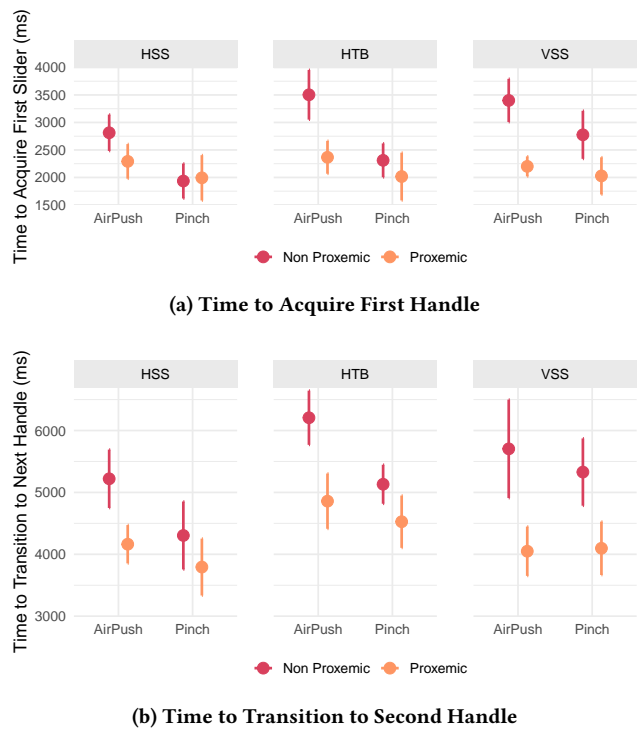 Time to Acquire First Slider (ms)
HSS HTB VSS
4000
3500
3000
2500
2000
1500
AirPush Pinch AirPush Pinch AirPush Pinch
Non Proxemic Proxemic
(a) Time to Acquire First Handle
Time to Transition to Next Handle (ms)
HSS HTB VSS
6000
5000
4000
3000
AirPush Pinch AirPush Pinch AirPush Pinch
Non Proxemic Proxemic
(b) Time to Transition to Second Handle